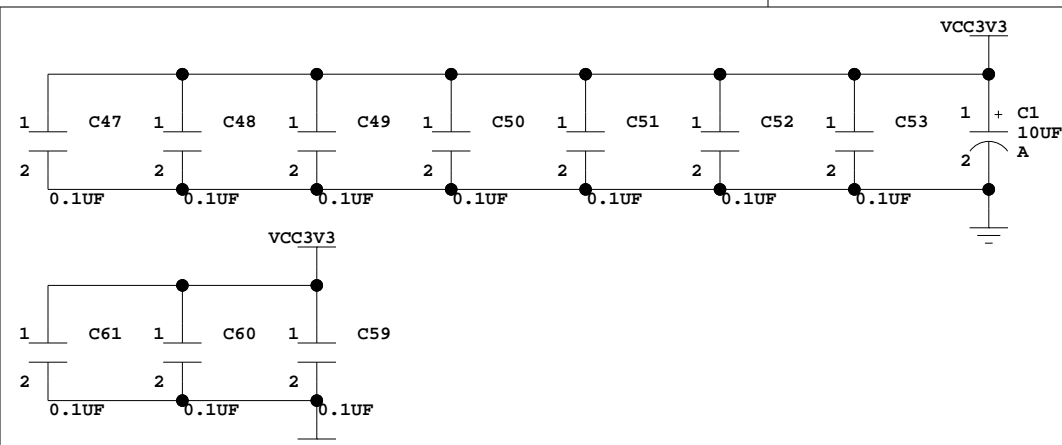 VCC3V3
1 C47 1 C48 1 C49 1 C50 1 C51 1 C52 1 C53 1 + C1
10UF
2 2 2 2 2 2 2 2 A
0.1UF 0.1UF 0.1UF 0.1UF 0.1UF 0.1UF 0.1UF
VCC3V3
1 C61 1 C60 1 C59
2 2 2
0.1UF 0.1UF 0.1UF